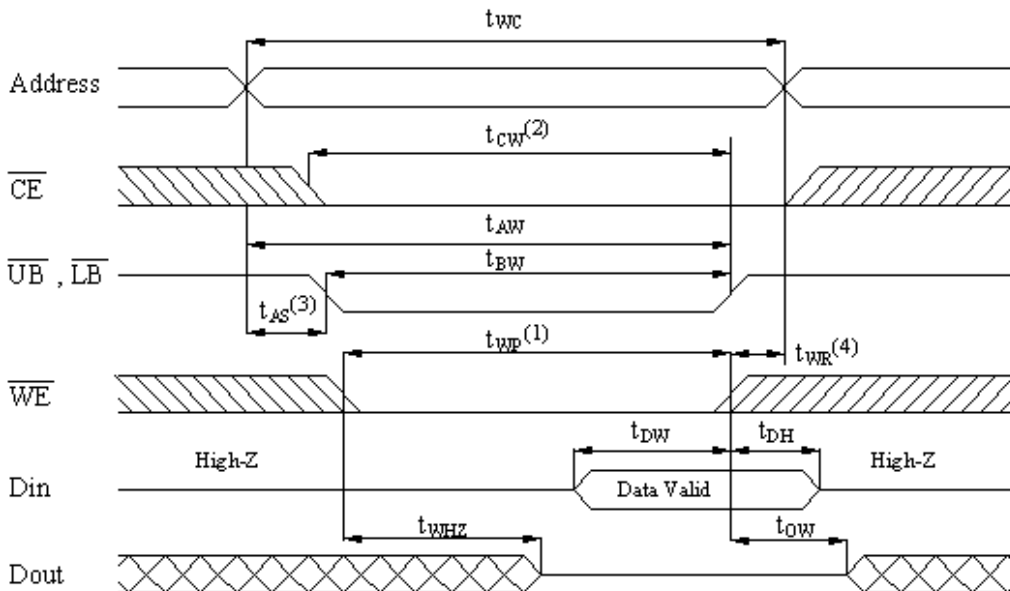 tWC
Address
tCW(2)
CE
tAW
UB , LB
tBW
tAS(3)
tWP(1)
tWR(4)
WE
tDW
tDH
High-Z
High-Z
Din
Data Valid
tWHZ
tOW
Dout